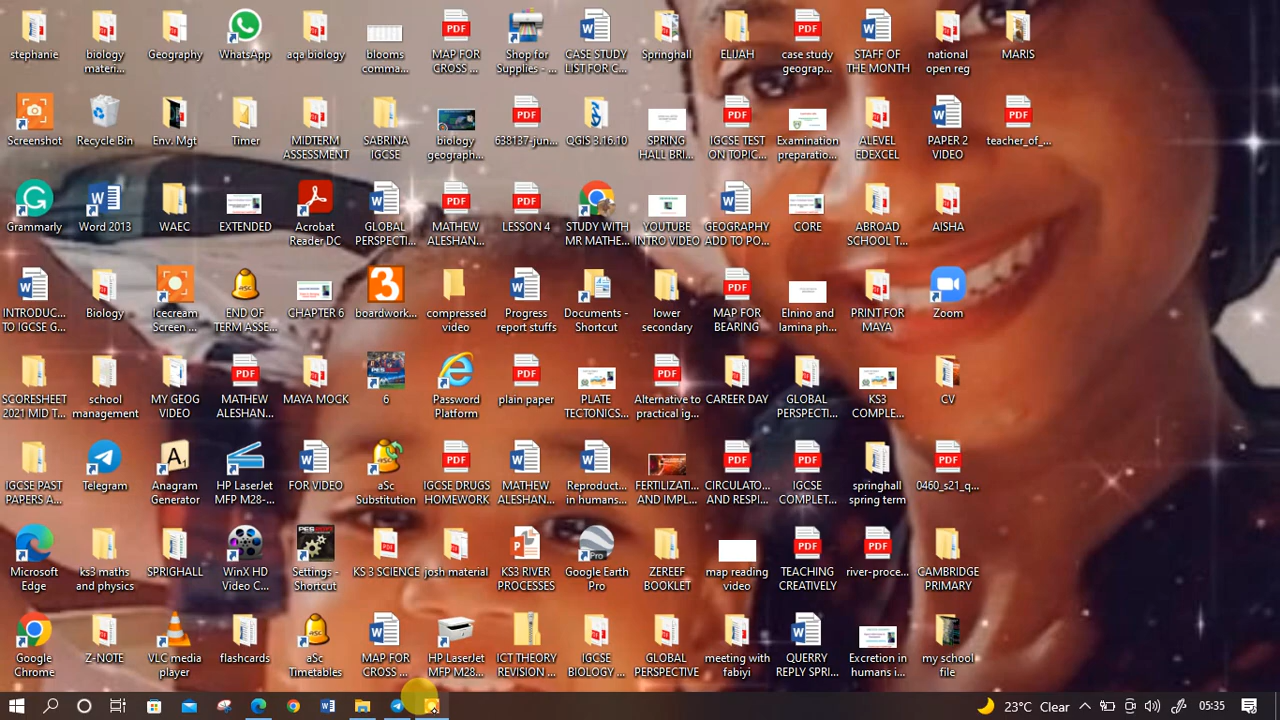 stephanie
biology
materi...
Geography
WhatsApp
aqa biology
blooms
comma...
MAP FOR
CROSS ...
Shop for
Supplies - ...
CASE STUDY
LIST FOR C...
Springhall
ELIJAH
case study
geograp...
STAFF OF
THE MONTH
national
open reg
MARIS
Screenshot
Recycle Bin
Env. Mgt
Timer
MIDTERM
ASSESSMENT
SABRINA
IGCSE
biology
geograph...
638187-jun...
QGIS 3.16.10
SPRING
HALL BRI...
IGCSE TEST
ON TOPIC...
Examination
preparatio...
ALEVEL
EDEXCEL
PAPER 2
VIDEO
teacher_of_...
Grammarly
Word 2013
WAEC
EXTENDED
Acrobat
Reader DC
GLOBAL
PERSPECTI...
MATHEW
ALESHAN...
LESSON 4
STUDY WITH
MR MATHE...
YOUTUBE
INTRO VIDEO
GEOGRAPHY
ADD TO PO...
CORE
ABROAD
SCHOOL T...
AISHA
INTRODUC...
TO IGCSE G...
Biology
Icecream
Screen ...
END OF
TERM ASSE...
CHAPTER 6
boardwork...
compressed
video
Progress
report stuffs
Documents -
Shortcut
lower
secondary
MAP FOR
BEARING
Elnino and
lamina ph...
PRINT FOR
MAYA
Zoom
SCORESHEET
2021 MID T...
school
management
MY GEOG
VIDEO
MATHEW
ALESHAN...
MAYA MOCK
6
Password
Platform
plain paper
PLATE
TECTONICS...
Alternative to
practical ig...
CAREER DAY
GLOBAL
PERSPECTI...
KS3
COMPLE...
CV
IGCSE PAST
PAPERS A...
Telegram
Anagram
Generator
HP LaserJet
MFP M28-...
FOR VIDEO
aSc
Substitution
IGCSE DRUGS
HOMEWORK
MATHEW
ALESHAN...
Reproduct...
in humans...
FERTILIZATI...
AND IMPL...
CIRCULATO...
AND RESPI...
IGCSE
COMPLET...
springhall
spring term
0460_s21_q...
Microsoft
Edge
ks3 maths
and physics
SPRIGHALL
WinX HD
Video C...
Settings -
Shortcut
KS 3 SCIENCE
josh material
KS3 RIVER
PROCESSES
Google Earth
Pro
ZEREEF
BOOKLET
map reading
video
TEACHING
CREATIVELY
river-proce...
CAMBRIDGE
PRIMARY
Google
Chrome
Z-NOTE
VLC media
player
flashcards
aSc
Timetables
MAP FOR
CROSS ...
HP LaserJet
MFP M28...
ICT THEORY
REVISION ...
IGCSE
BIOLOGY ...
GLOBAL
PERSPECTIVE
meeting with
fabiyi
QUERRY
REPLY SPRI...
Excretion in
humans i...
my school
file
23°C Clear
05:35